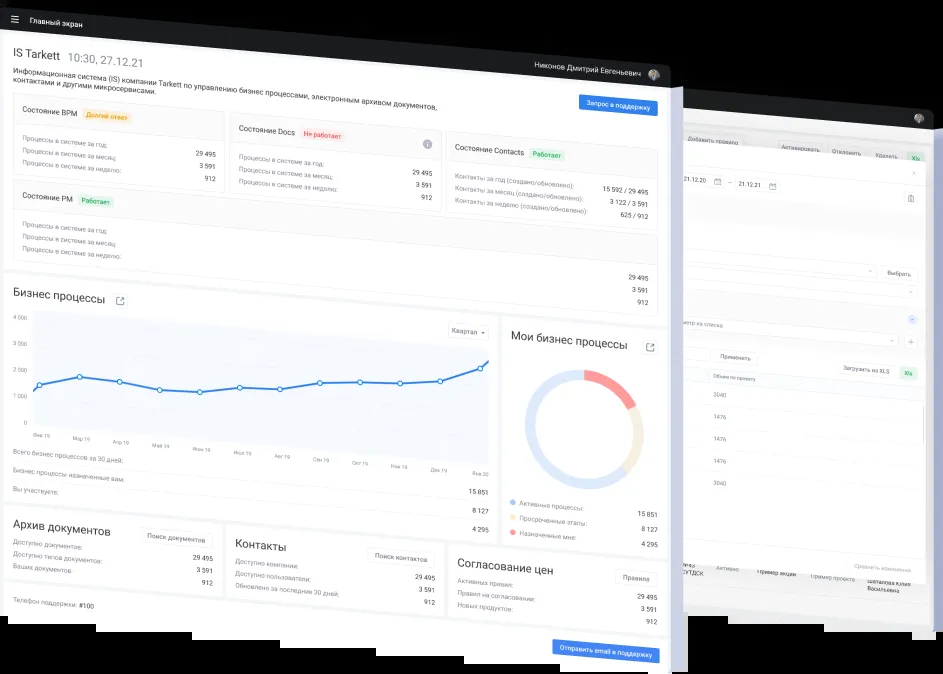 Главный экран
Никонов Дмитрий Евгеньевич
IS Tarkett 10:30, 27.12.21
Информационная система (IS) компании Tarkett по управлению бизнес процессами, электронным архивом документов,
контактами и другими микросервисами.
Запрос в поддержку
Состояние BPM Долгий ответ
Процессы в системе за год:
29 495
Процессы в системе за месяц:
3 591
Процессы в системе за неделю:
912
Состояние Docs Не работает
Процессы в системе за год:
29 495
Процессы в системе за месяц:
3 591
Процессы в системе за неделю:
912
Состояние Contacts Работает
Контакты за год (создано/обновлено):
15 592 / 29 495
Контакты за месяц (создано/обновлено):
3 122 / 3 591
Контакты за неделю (создано/обновлено):
625 / 912
Состояние PM Работает
Процессы в системе за год:
29 495
Процессы в системе за месяц:
3 591
Процессы в системе за неделю:
912
Бизнес процессы
Квартал
4 000
3 000
2 000
1 000
0
Фев 19 Мар 19 Апр 19 Май 19 Июн 19 Июл 19 Авг 19 Сен 19 Окт 19 Ноя 19 Дек 19 Янв 20
Всего бизнес процессов за 30 дней:
15 851
Бизнес процессы назначенные вам:
8 127
Вы участвуете:
4 295
Мои бизнес процессы
Активные процессы:
15 851
Просроченные этапы:
8 127
Назначенные мне:
4 295
Архив документов
Поиск документов
Доступно документов:
29 495
Доступно типов документов:
3 591
Ваших документов:
912
Контакты
Поиск контактов
Доступно компании:
29 495
Доступно пользователи:
3 591
Обновлено за последние 30 дней:
912
Согласование цен
Правила
Активных правил:
29 495
Правил на согласовании:
3 591
Новых продуктов:
912
Телефон поддержки: #100
Отправить email в поддержку
Добавить правило
Активировать Отклонить Удалить Xls
21.12.20 – 21.12.21
Выбрать
Применить
Загрузить из XLS Xls
Объем по проекту
3040
1476
1476
1476
3040
Сравнить изменения
Активно Пример акции Пример проекта Шаталова Юлия
Васильевна